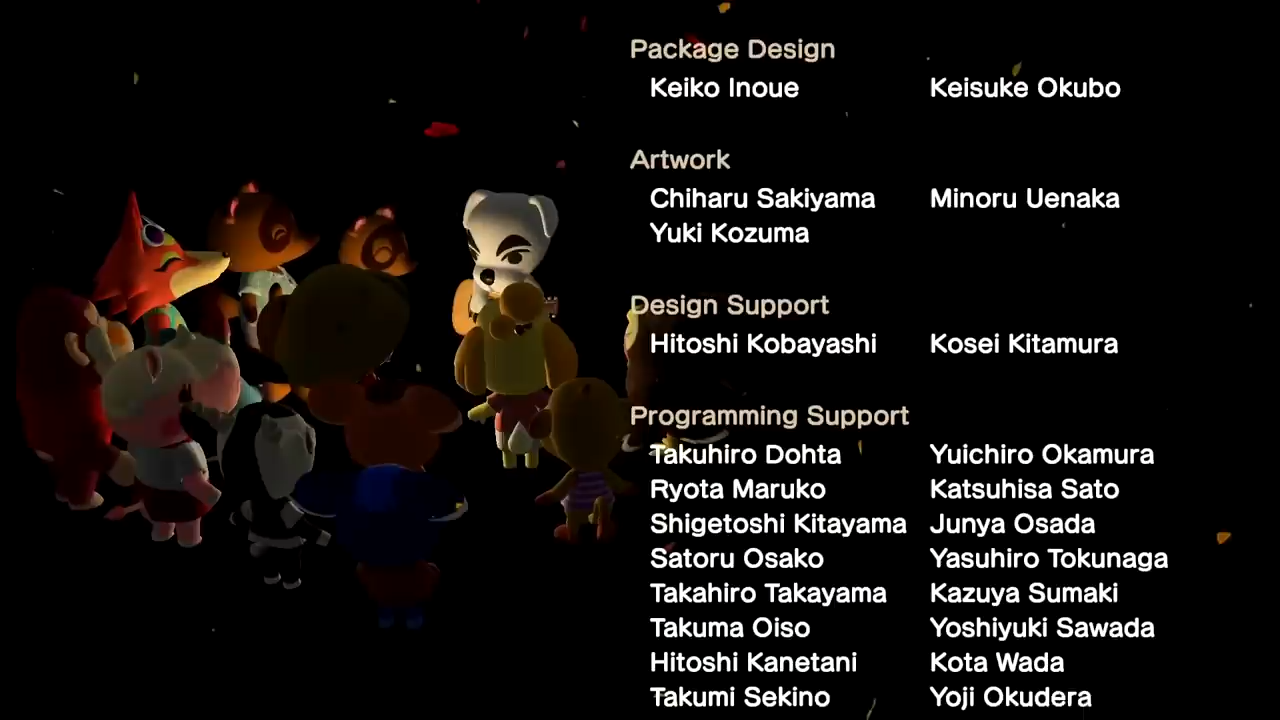 Package Design
Keiko Inoue Keisuke Okubo
Artwork
Chiharu Sakiyama Minoru Uenaka
Yuki Kozuma
Design Support
Hitoshi Kobayashi Kosei Kitamura
Programming Support
Takuhiro Dohta Yuichiro Okamura
Ryota Maruko Katsuhisa Sato
Shigetoshi Kitayama Junya Osada
Satoru Osako Yasuhiro Tokunaga
Takahiro Takayama Kazuya Sumaki
Takuma Oiso Yoshiyuki Sawada
Hitoshi Kanetani Kota Wada
Takumi Sekino Yoji Okudera